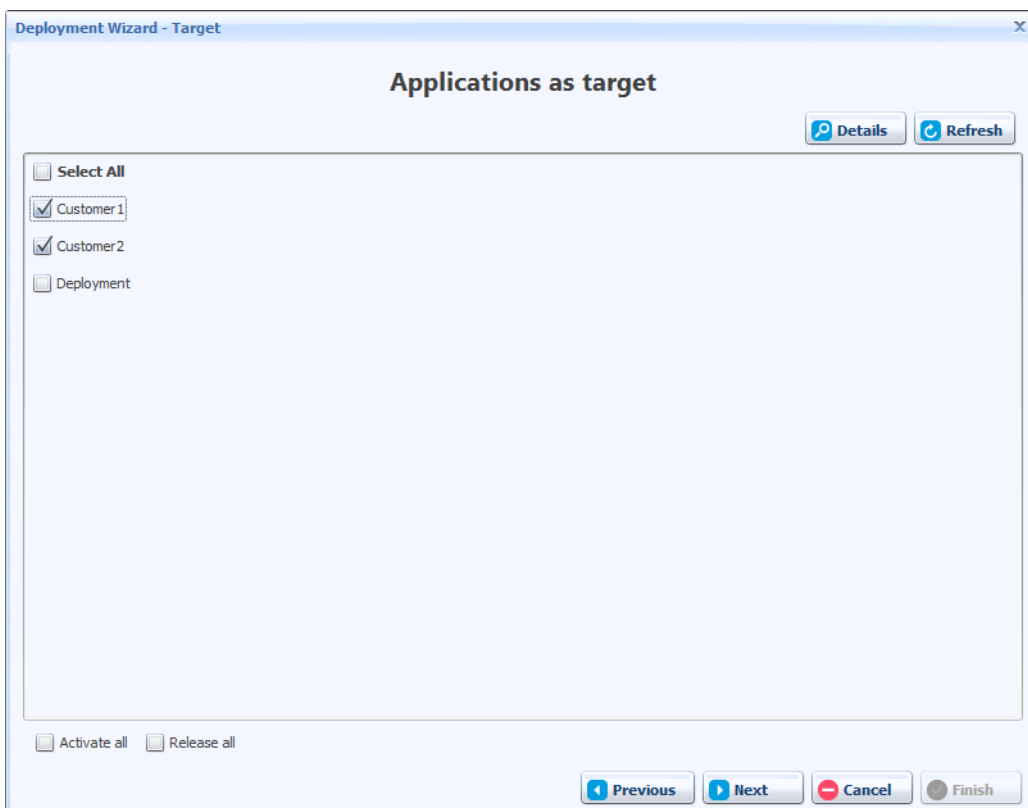 Deployment Wizard - Target x
Applications as target
Details Refresh
Select All
Customer1
Customer2
Deployment
Activate all Release all
Previous Next Cancel Finish